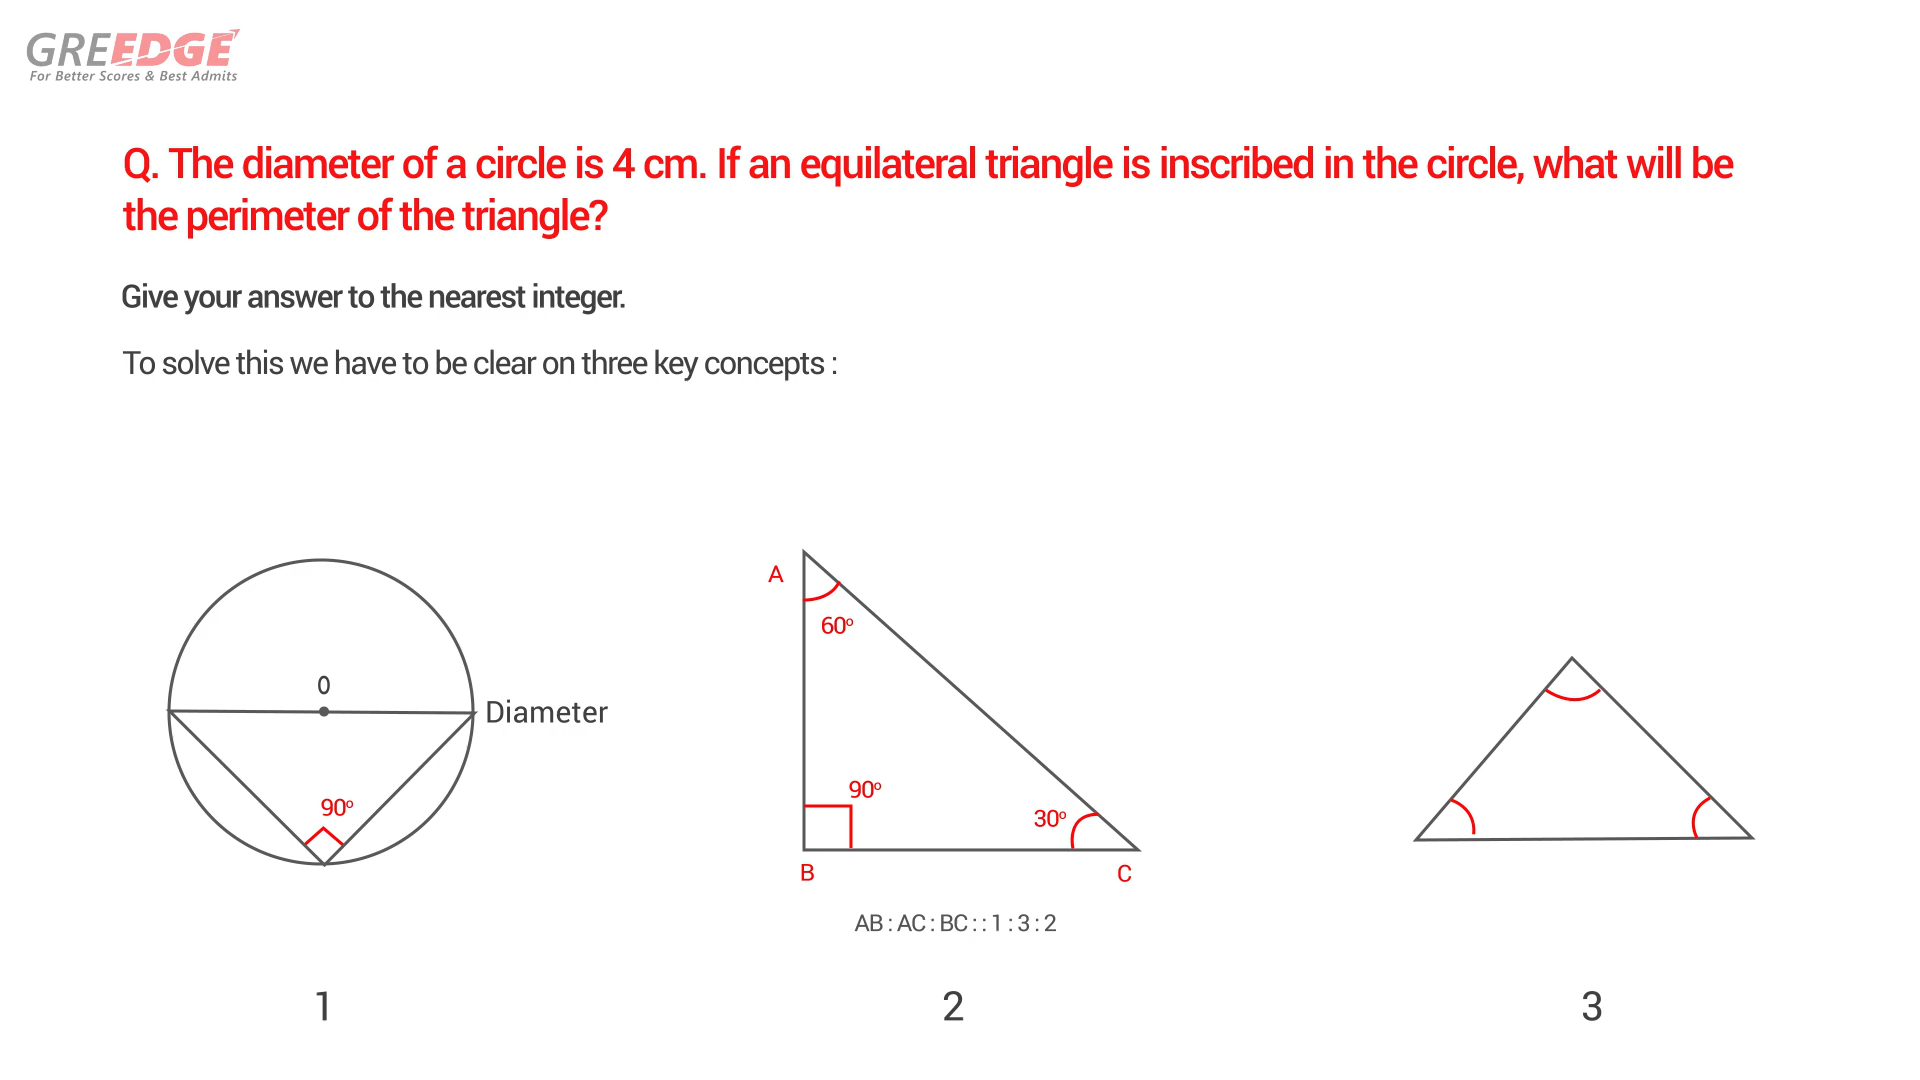 GREEDGE
For Better Scores & Best Admits
Q. The diameter of a circle is 4 cm. If an equilateral triangle is inscribed in the circle, what will be
the perimeter of the triangle?
Give your answer to the nearest integer.
To solve this we have to be clear on three key concepts :
0
Diameter
90º
A
60º
90º
30º
B
C
AB : AC : BC : : 1 : 3 : 2
1
2
3